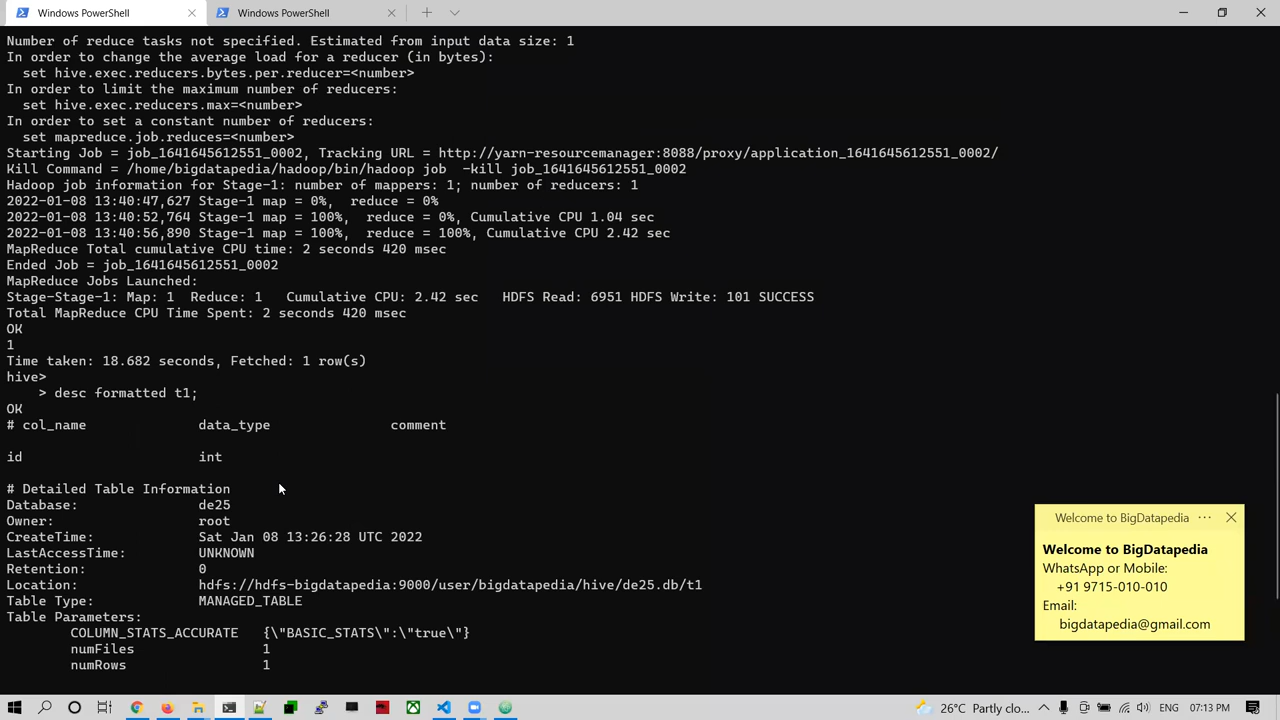 Windows PowerShell
Windows PowerShell
Number of reduce tasks not specified. Estimated from input data size: 1
In order to change the average load for a reducer (in bytes):
  set hive.exec.reducers.bytes.per.reducer=<number>
In order to limit the maximum number of reducers:
  set hive.exec.reducers.max=<number>
In order to set a constant number of reducers:
  set mapreduce.job.reduces=<number>
Starting Job = job_1641645612551_0002, Tracking URL = http://yarn-resourcemanager:8088/proxy/application_1641645612551_0002/
Kill Command = /home/bigdatapedia/hadoop/bin/hadoop job  -kill job_1641645612551_0002
Hadoop job information for Stage-1: number of mappers: 1; number of reducers: 1
2022-01-08 13:40:47,627 Stage-1 map = 0%,  reduce = 0%
2022-01-08 13:40:52,764 Stage-1 map = 100%,  reduce = 0%, Cumulative CPU 1.04 sec
2022-01-08 13:40:56,890 Stage-1 map = 100%,  reduce = 100%, Cumulative CPU 2.42 sec
MapReduce Total cumulative CPU time: 2 seconds 420 msec
Ended Job = job_1641645612551_0002
MapReduce Jobs Launched:
Stage-Stage-1: Map: 1  Reduce: 1   Cumulative CPU: 2.42 sec   HDFS Read: 6951 HDFS Write: 101 SUCCESS
Total MapReduce CPU Time Spent: 2 seconds 420 msec
OK
1
Time taken: 18.682 seconds, Fetched: 1 row(s)
hive>
    > desc formatted t1;
OK
# col_name              data_type               comment
id                      int
# Detailed Table Information
Database:               de25
Owner:                  root
CreateTime:             Sat Jan 08 13:26:28 UTC 2022
LastAccessTime:         UNKNOWN
Retention:              0
Location:               hdfs://hdfs-bigdatapedia:9000/user/bigdatapedia/hive/de25.db/t1
Table Type:             MANAGED_TABLE
Table Parameters:
        COLUMN_STATS_ACCURATE   {\"BASIC_STATS\":\"true\"}
        numFiles                1
        numRows                 1
Welcome to BigDatapedia
Welcome to BigDatapedia
WhatsApp or Mobile:
+91 9715-010-010
Email:
bigdatapedia@gmail.com
26°C Partly clo... ENG 07:13 PM